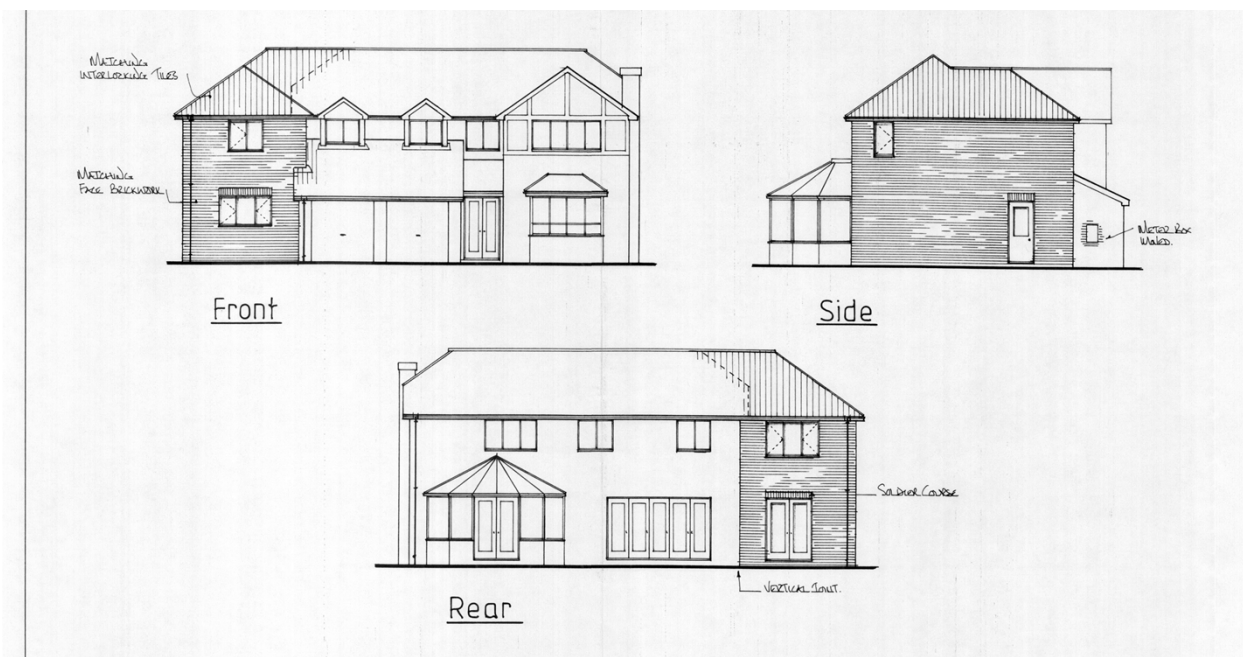 MATCHING
INTERLOCKING TILES
MATCHING
FACE BRICKWORK
Front
METER BOX
MOVED.
Side
SOLDIER COURSE
VERTICAL JOINT.
Rear